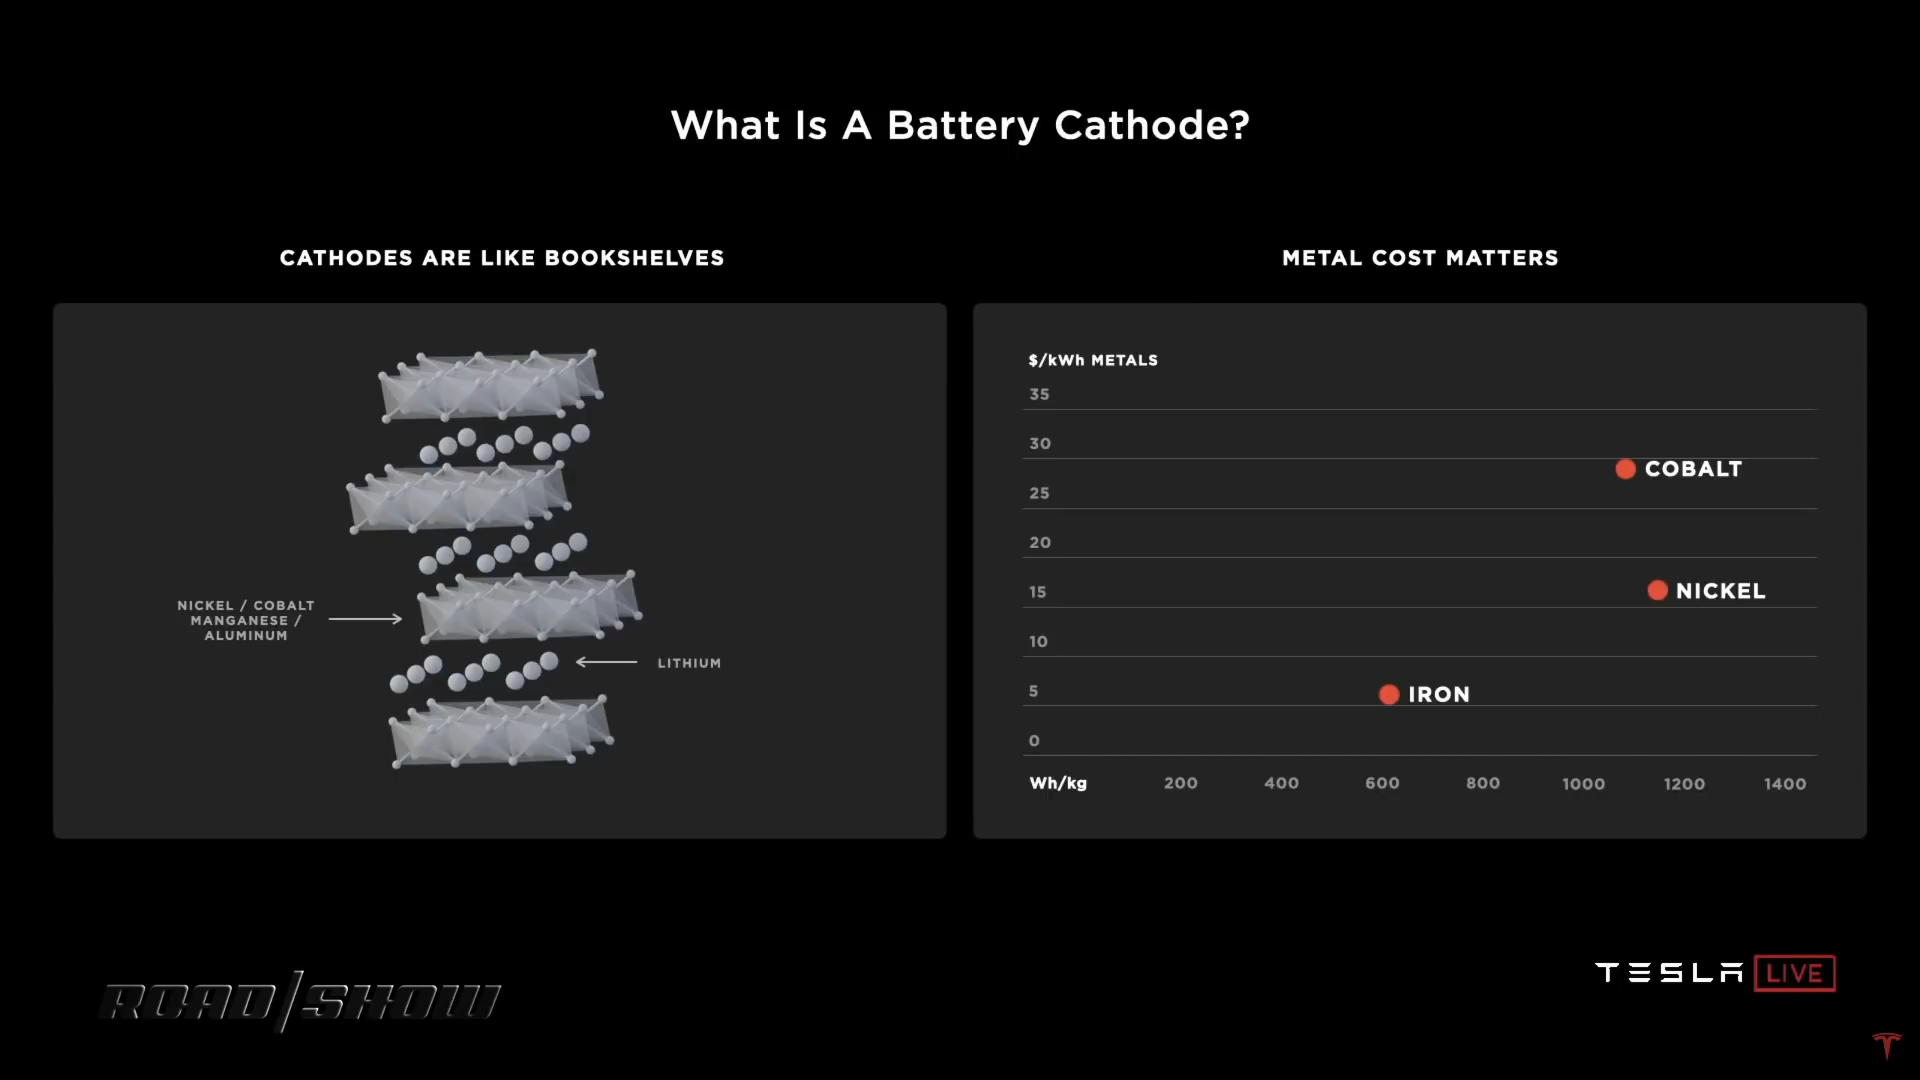 What Is A Battery Cathode?
CATHODES ARE LIKE BOOKSHELVES
NICKEL / COBALT
MANGANESE /
ALUMINUM
LITHIUM
METAL COST MATTERS
$/kWh METALS
35
30
COBALT
25
20
15
NICKEL
10
5
IRON
0
Wh/kg 200 400 600 800 1000 1200 1400
ROAD/SHOW
TESLA LIVE